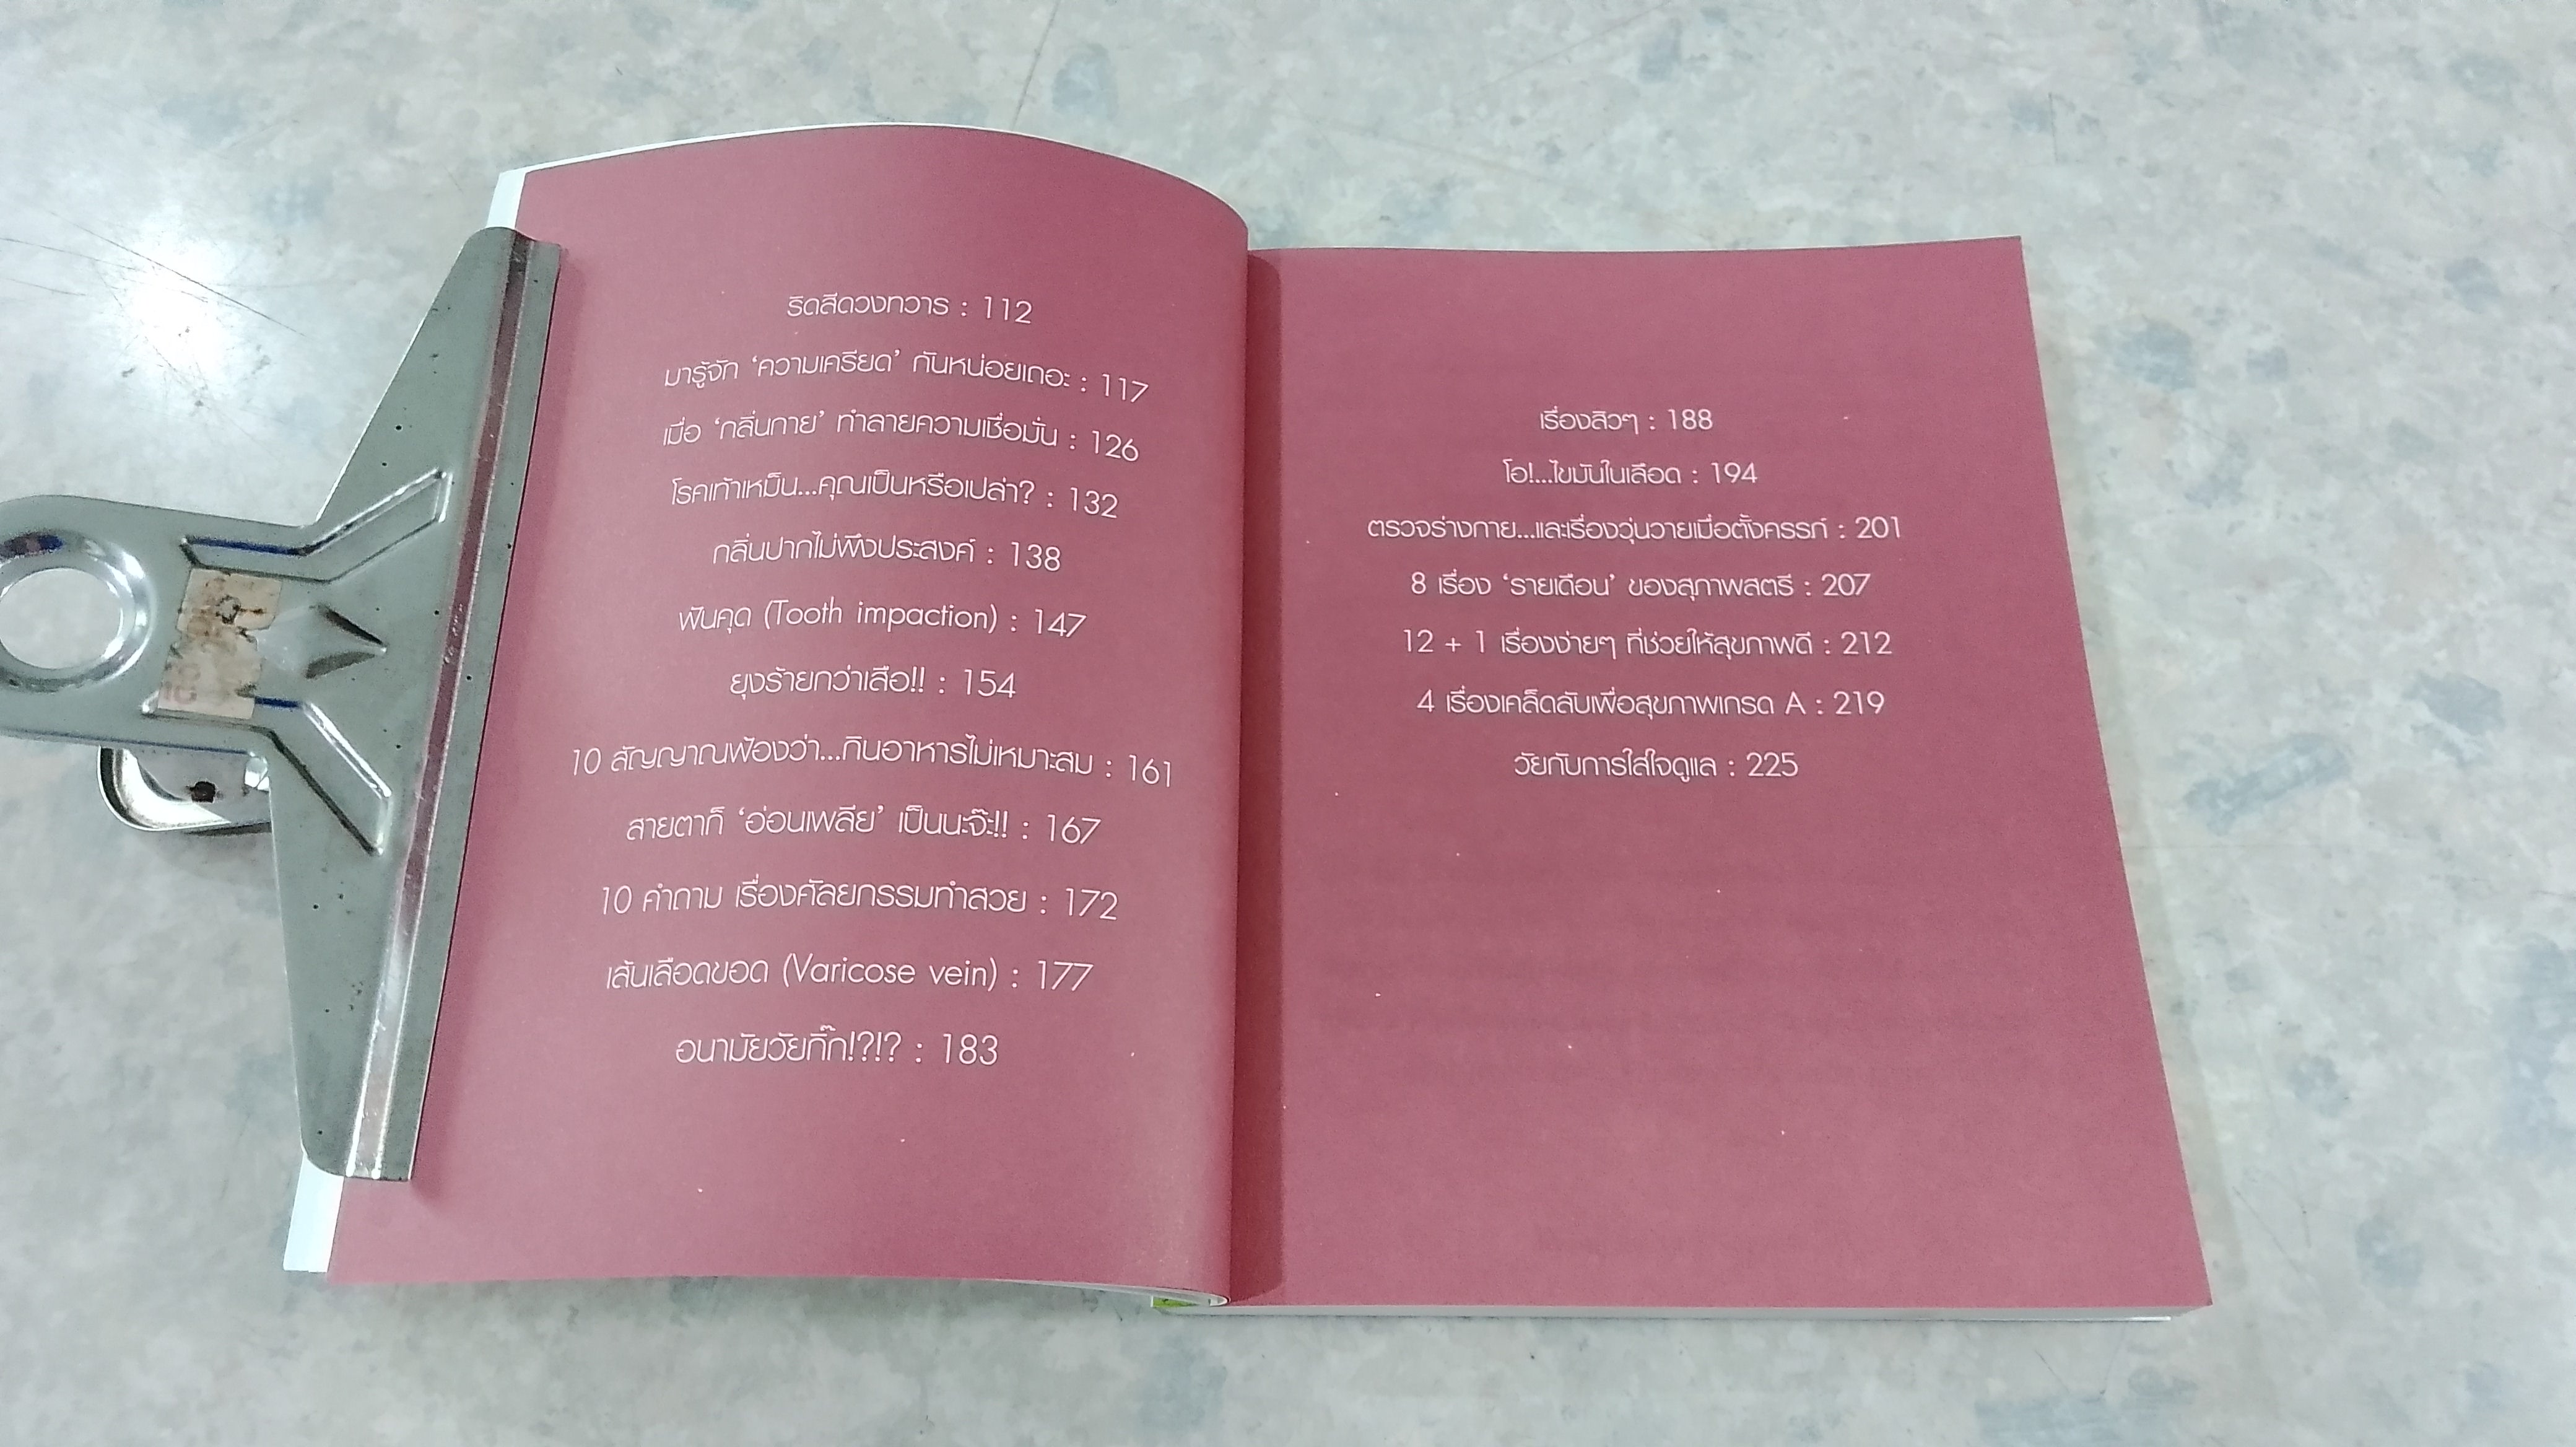 ริดสีดวงทวาร : 112
มารู้จัก ‘ความเครียด’ กันหน่อยเถอะ : 117
เมื่อ ‘กลิ่นกาย’ ทำลายความเชื่อมั่น : 126
โรคเท้าเหม็น...คุณเป็นหรือเปล่า? : 132
กลิ่นปากไม่พึงประสงค์ : 138
ฟันคุด (Tooth impaction) : 147
ยุงร้ายกว่าเสือ!! : 154
10 สัญญาณฟ้องว่า...กินอาหารไม่เหมาะสม : 161
สายตาก็ ‘อ่อนเพลีย’ เป็นนะจ๊ะ!! : 167
10 คำถาม เรื่องศัลยกรรมทำสวย : 172
เส้นเลือดขอด (Varicose vein) : 177
อนามัยวัยกิ๊ก!?!? : 183
เรื่องสิวๆ : 188
โอ!...ไขมันในเลือด : 194
ตรวจร่างกาย...และเรื่องวุ่นวายเมื่อตั้งครรภ์ : 201
8 เรื่อง ‘รายเดือน’ ของสุภาพสตรี : 207
12 + 1 เรื่องง่ายๆ ที่ช่วยให้สุขภาพดี : 212
4 เรื่องเคล็ดลับเพื่อสุขภาพเกรด A : 219
วัยกับการใส่ใจดูแล : 225